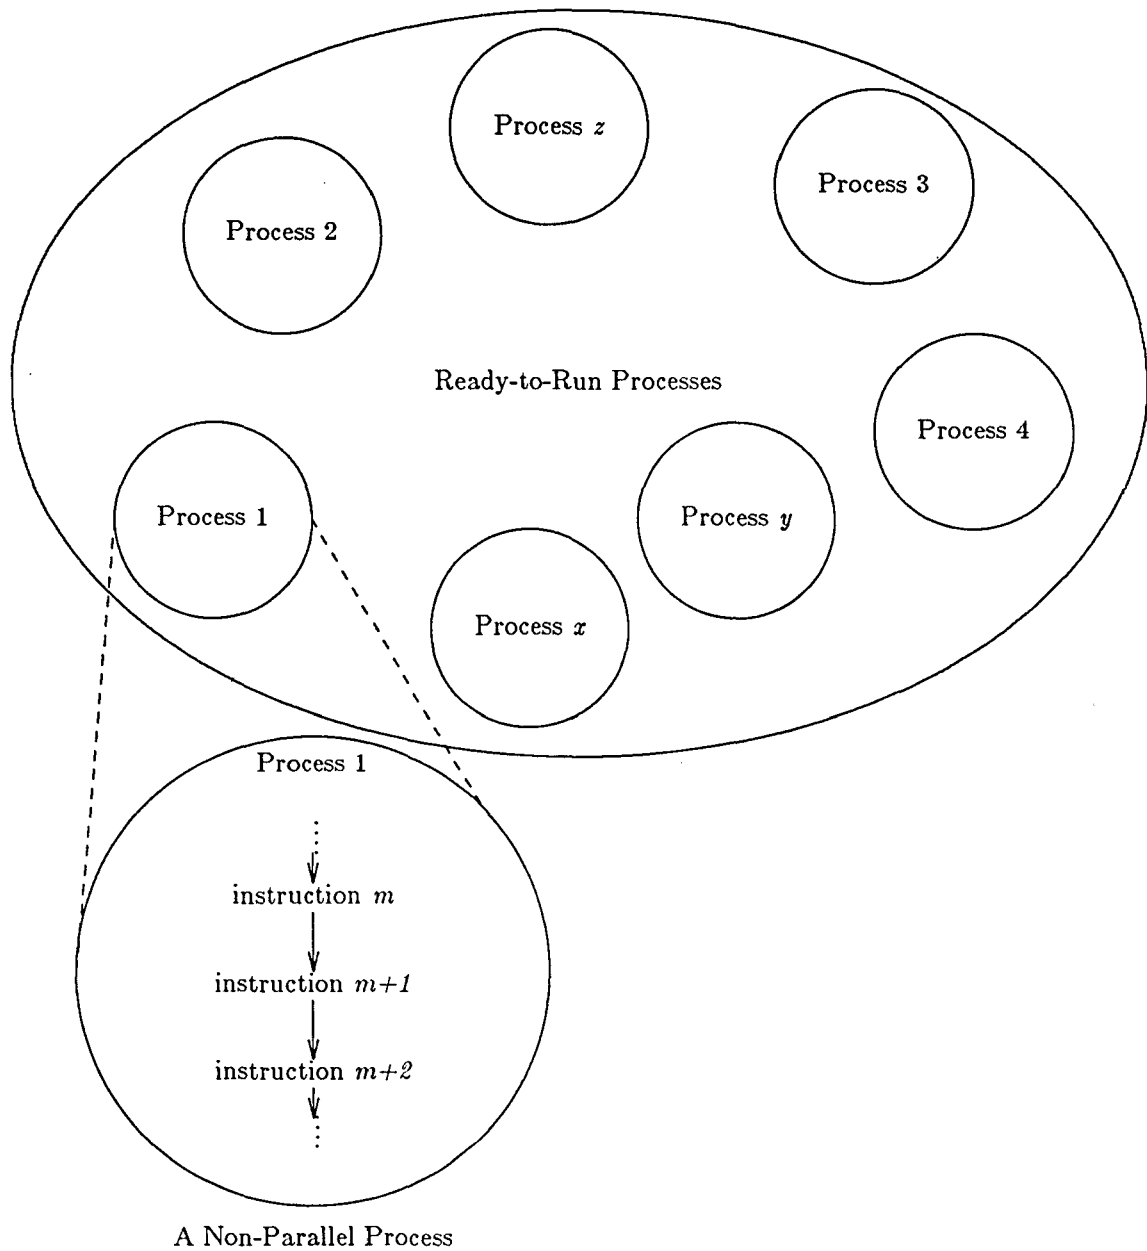 Process z
Process 3
Process 2
Ready-to-Run Processes
Process 4
Process 1
Process y
Process x
Process 1
instruction m
instruction m+1
instruction m+2
A Non-Parallel Process